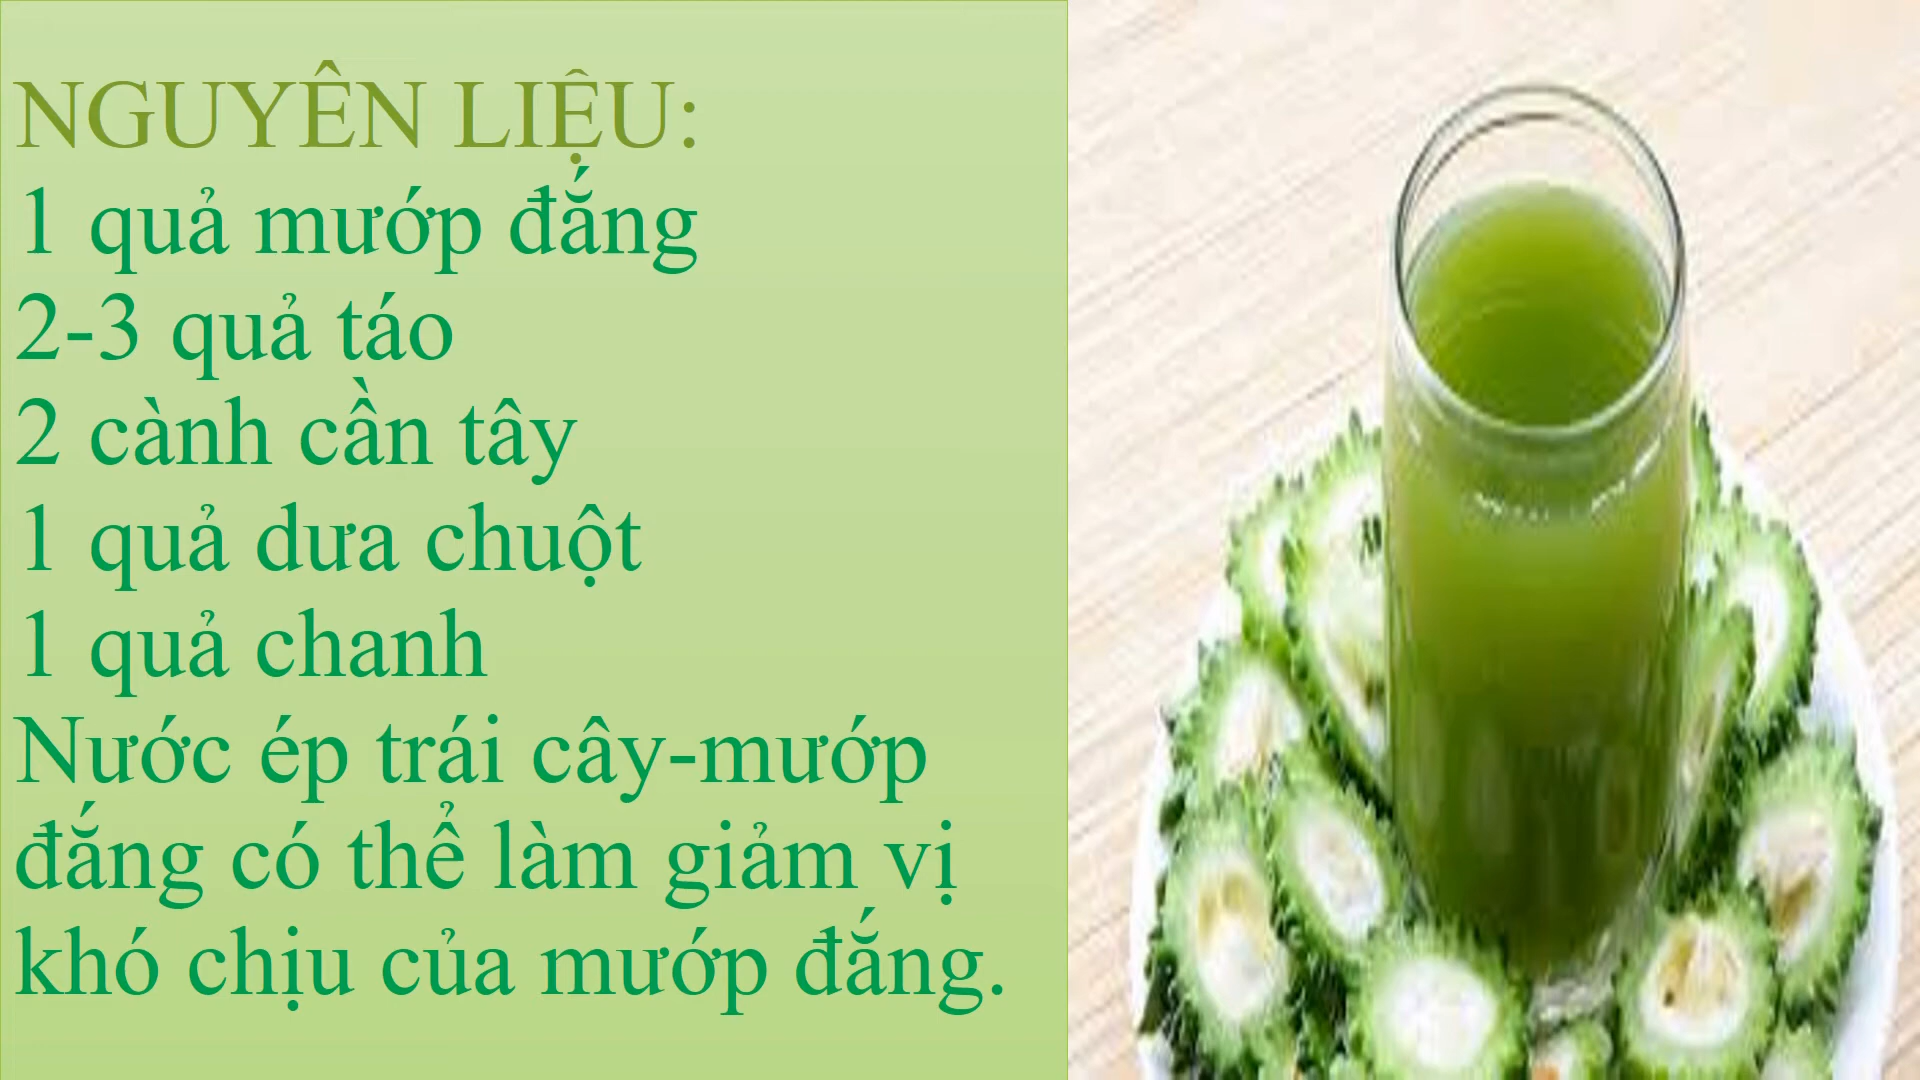 NGUYÊN LIỆU:
1 quả mướp đắng
2-3 quả táo
2 cành cần tây
1 quả dưa chuột
1 quả chanh
Nước ép trái cây-mướp
đắng có thể làm giảm vị
khó chịu của mướp đắng.